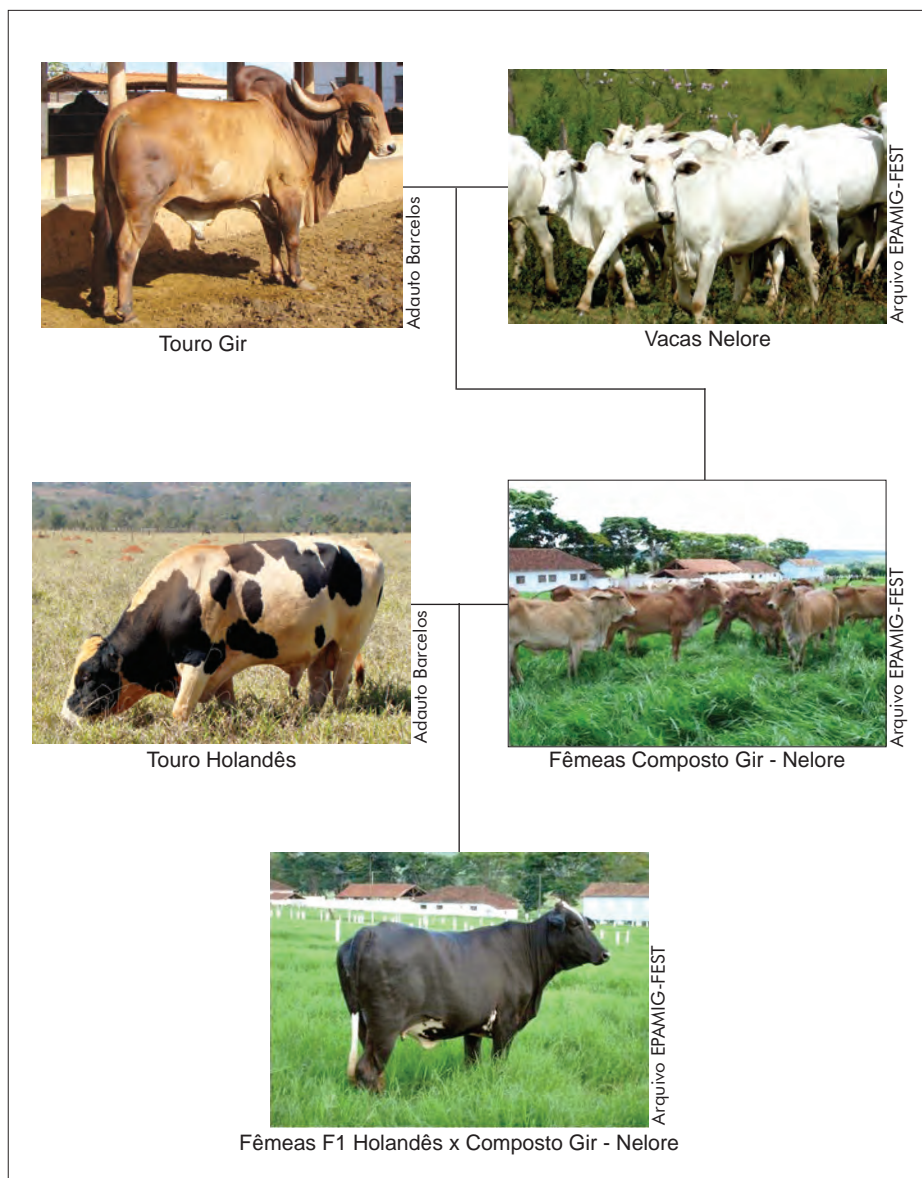 Adauto Barcelos
Touro Gir
Arquivo EPAMIG-FEST
Vacas Nelore
Adauto Barcelos
Touro Holandês
Arquivo EPAMIG-FEST
Fêmeas Composto Gir - Nelore
Arquivo EPAMIG-FEST
Fêmeas F1 Holandês x Composto Gir - Nelore